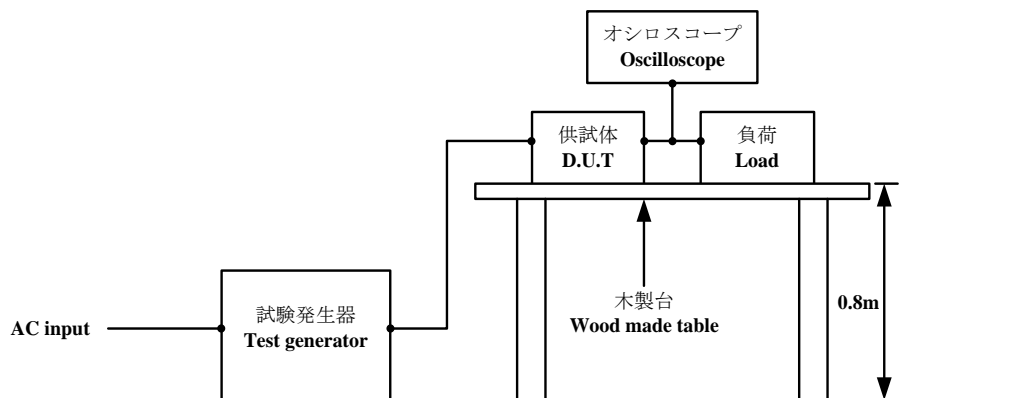 オシロスコープ
Oscilloscope
供試体
D.U.T
負荷
Load
試験発生器
Test generator
AC input
木製台
Wood made table
0.8m